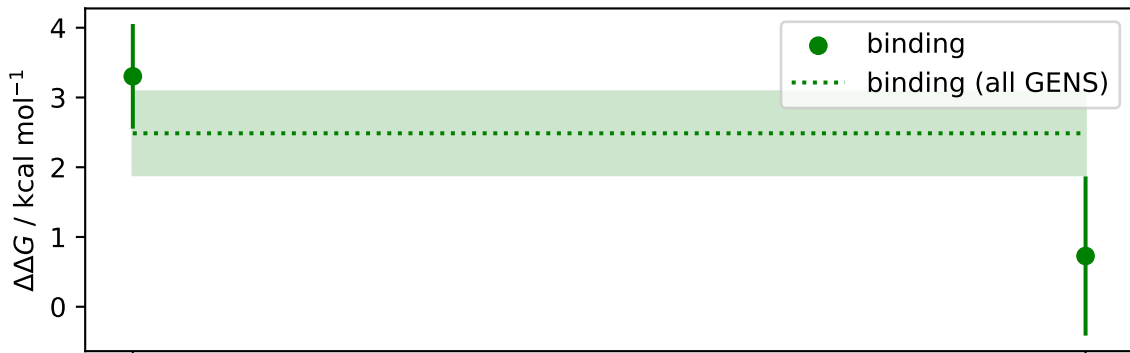 ΔΔG / kcal mol⁻¹
4
3
2
1
0
binding
binding (all GENS)